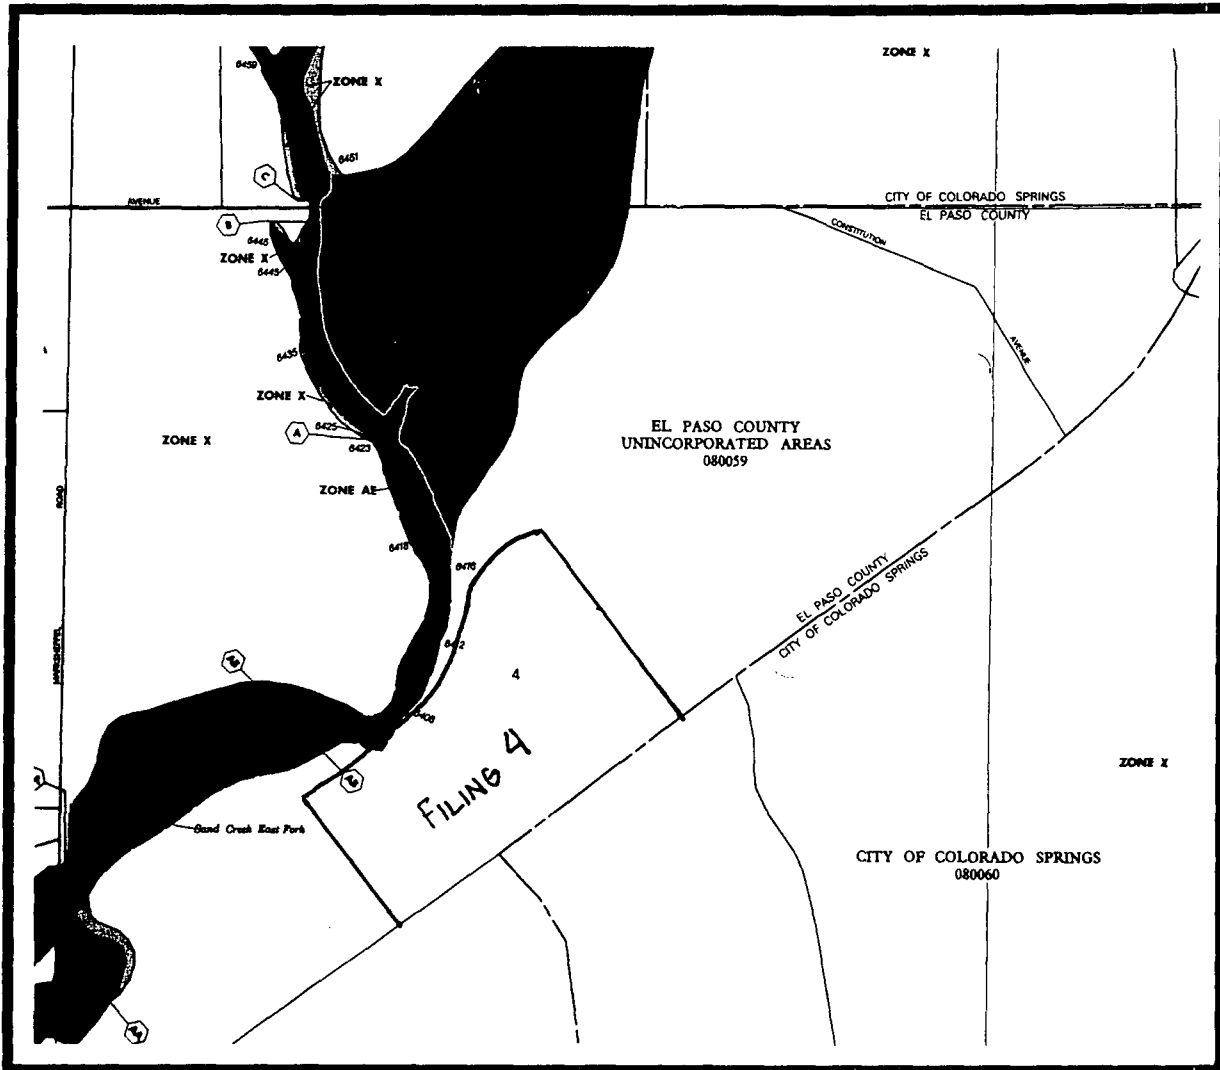 ZONE X
6459
ZONE X
6451
C
AVENUE
CITY OF COLORADO SPRINGS
EL PASO COUNTY
B
CONSTITUTION
6448
ZONE X
6445
AVENUE
6435
ZONE X
EL PASO COUNTY
UNINCORPORATED AREAS
080059
6425
A
6423
ZONE X
ZONE AE
ROAD
6418
6416
EL PASO COUNTY
CITY OF COLORADO SPRINGS
4
6408
FILING 4
ZONE X
Sand Creek East Fork
CITY OF COLORADO SPRINGS
080060